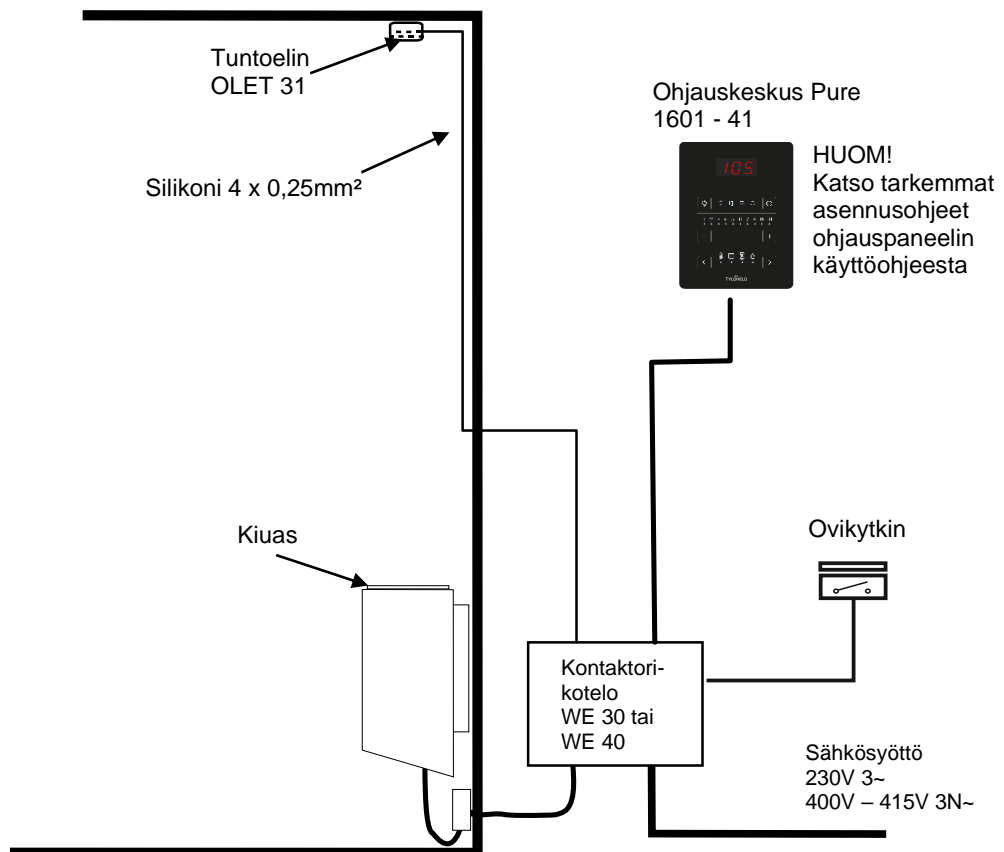 Tuntoelin
OLET 31
Ohjauskeskus Pure
1601 - 41
105
HUOM!
Katso tarkemmat
asennusohjeet
ohjauspaneelin
käyttöohjeesta
TYLÖHELO
Silikoni 4 x 0,25mm²
Kiuas
Ovikytkin
Kontaktori-
kotelo
WE 30 tai
WE 40
Sähkösyöttö
230V 3~
400V – 415V 3N~